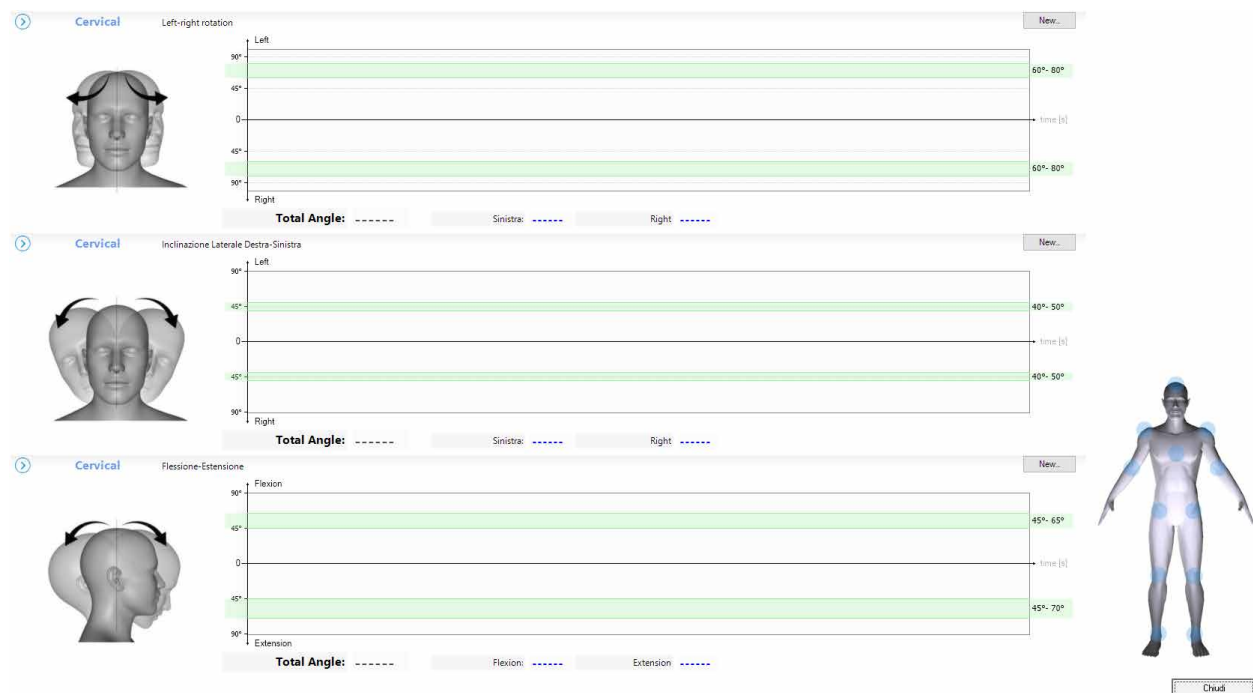 Cervical Left-right rotation New...
Left
90°
60°- 80°
45°
0
time [s]
45°
60°- 80°
90°
Right
Total Angle: ------ Sinistra: ------ Right ------
Cervical Inclinazione Laterale Destra-Sinistra New...
Left
90°
45° 40°- 50°
0
time [s]
45° 40°- 50°
90°
Right
Total Angle: ------ Sinistra: ------ Right ------
Cervical Flessione-Estensione New...
Flexion
90°
45°- 65°
45°
0
time [s]
45°
45°- 70°
90°
Extension
Total Angle: ------ Flexion: ------ Extension ------
Chiudi